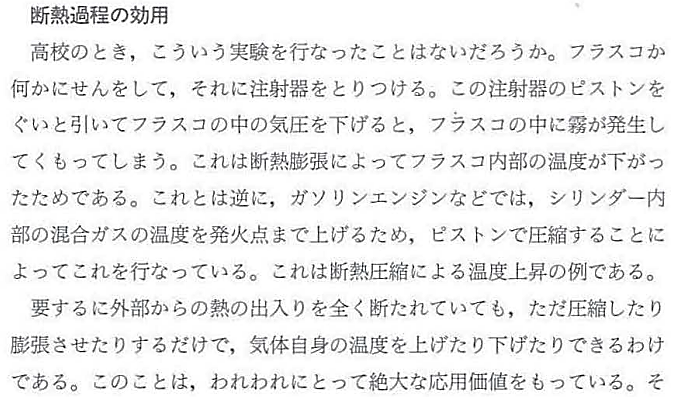 断熱過程の効用
高校のとき，こういう実験を行なったことはないだろうか。フラスコか
何かにせんをして，それに注射器をとりつける。この注射器のピストンを
ぐいと引いてフラスコの中の気圧を下げると，フラスコの中に霧が発生し
てくもってしまう。これは断熱膨張によってフラスコ内部の温度が下がっ
たためである。これとは逆に，ガソリンエンジンなどでは，シリンダー内
部の混合ガスの温度を発火点まで上げるため，ピストンで圧縮することに
よってこれを行なっている。これは断熱圧縮による温度上昇の例である。
要するに外部からの熱の出入りを全く断たれていても，ただ圧縮したり
膨張させたりするだけで，気体自身の温度を上げたり下げたりできるわけ
である。このことは，われわれにとって絶大な応用価値をもっている。そ